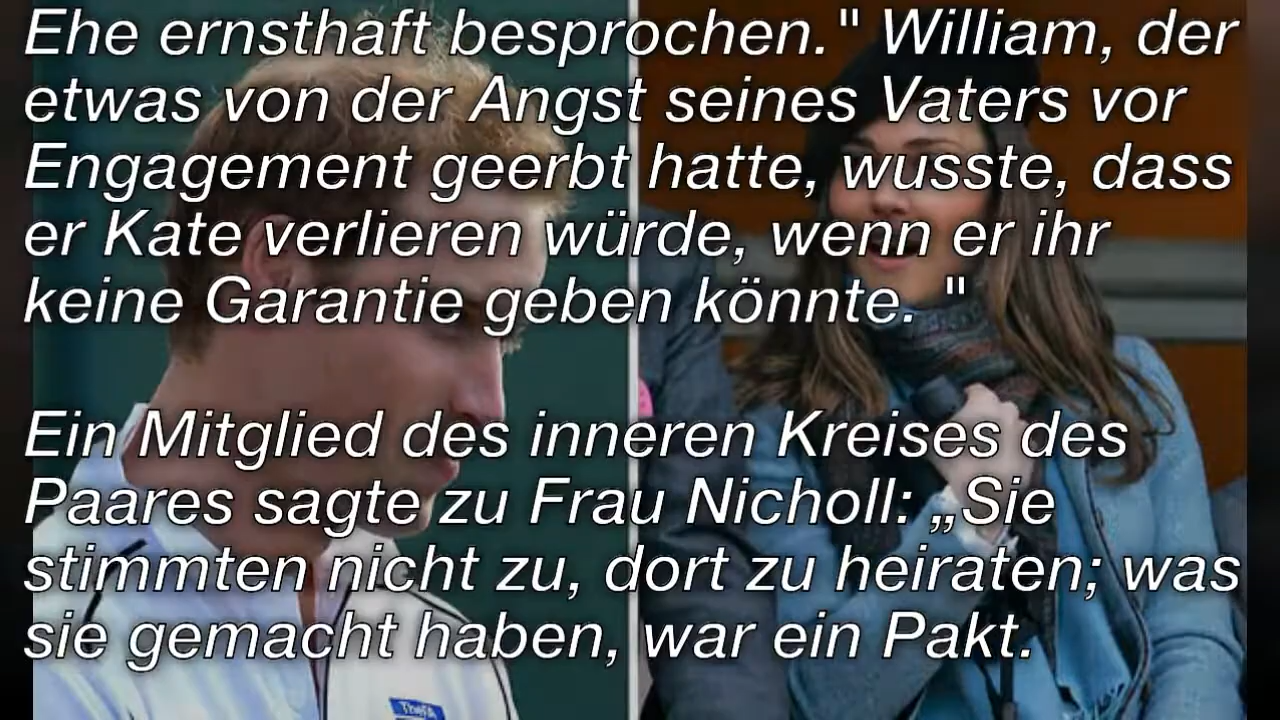 Ehe ernsthaft besprochen." William, der
etwas von der Angst seines Vaters vor
Engagement geerbt hatte, wusste, dass
er Kate verlieren würde, wenn er ihr
keine Garantie geben könnte. "
Ein Mitglied des inneren Kreises des
Paares sagte zu Frau Nicholl: „Sie
stimmten nicht zu, dort zu heiraten; was
sie gemacht haben, war ein Pakt.
TheFA